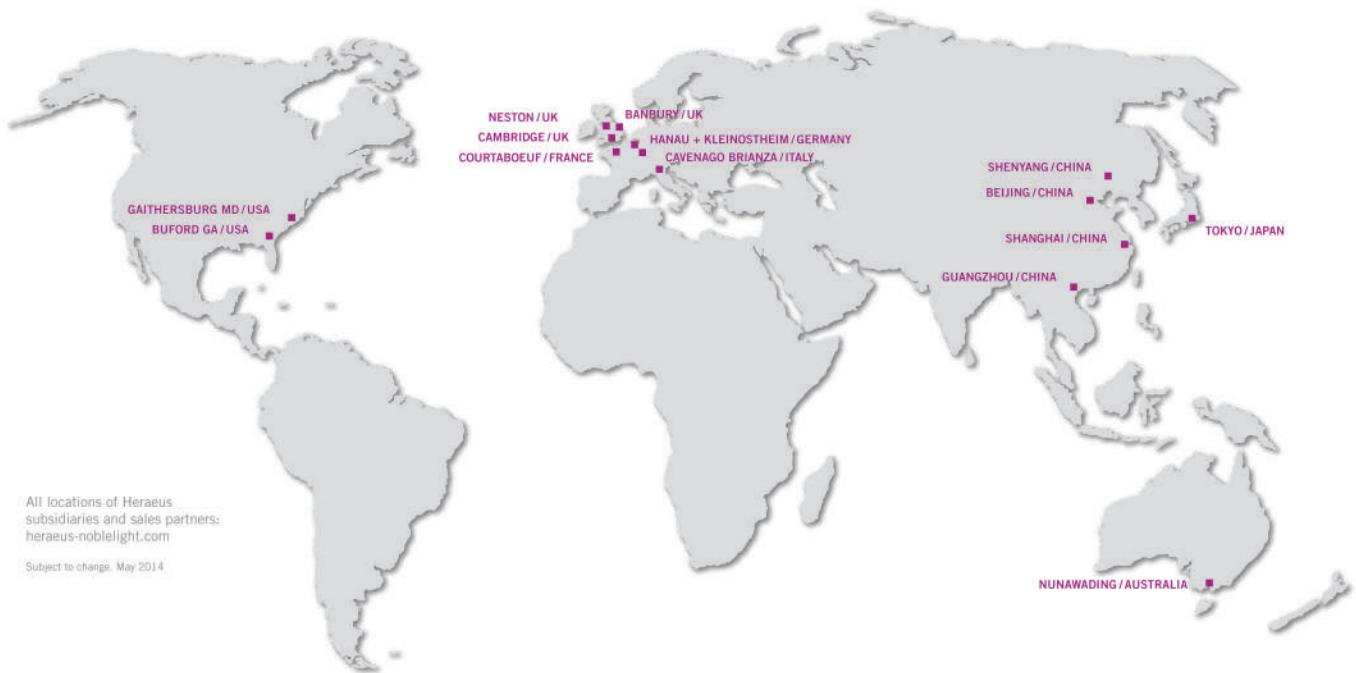 NESTON / UK
BANBURY / UK
CAMBRIDGE / UK
HANAU + KLEINOSTHEIM / GERMANY
COURTABOEUF / FRANCE
CAVENAGO BRIANZA / ITALY
SHENYANG / CHINA
BEIJING / CHINA
GAITHERSBURG MD / USA
BUFORD GA / USA
TOKYO / JAPAN
SHANGHAI / CHINA
GUANGZHOU / CHINA
All locations of Heraeus
subsidiaries and sales partners:
heraeus-noblelight.com
Subject to change. May 2014
NUNAWADING / AUSTRALIA